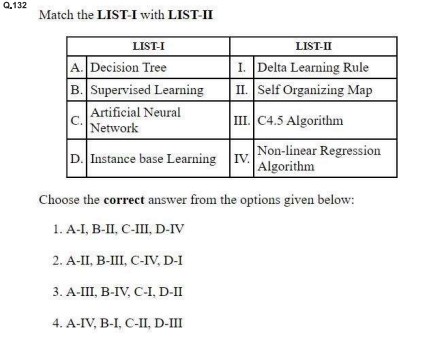 Q.132
Match the LIST-I with LIST-II
LIST-I LIST-II
A. Decision Tree I. Delta Learning Rule
B. Supervised Learning II. Self Organizing Map
C. Artificial Neural Network III. C4.5 Algorithm
D. Instance base Learning IV. Non-linear Regression Algorithm
Choose the correct answer from the options given below:
1. A-I, B-II, C-III, D-IV
2. A-II, B-III, C-IV, D-I
3. A-III, B-IV, C-I, D-II
4. A-IV, B-I, C-II, D-III